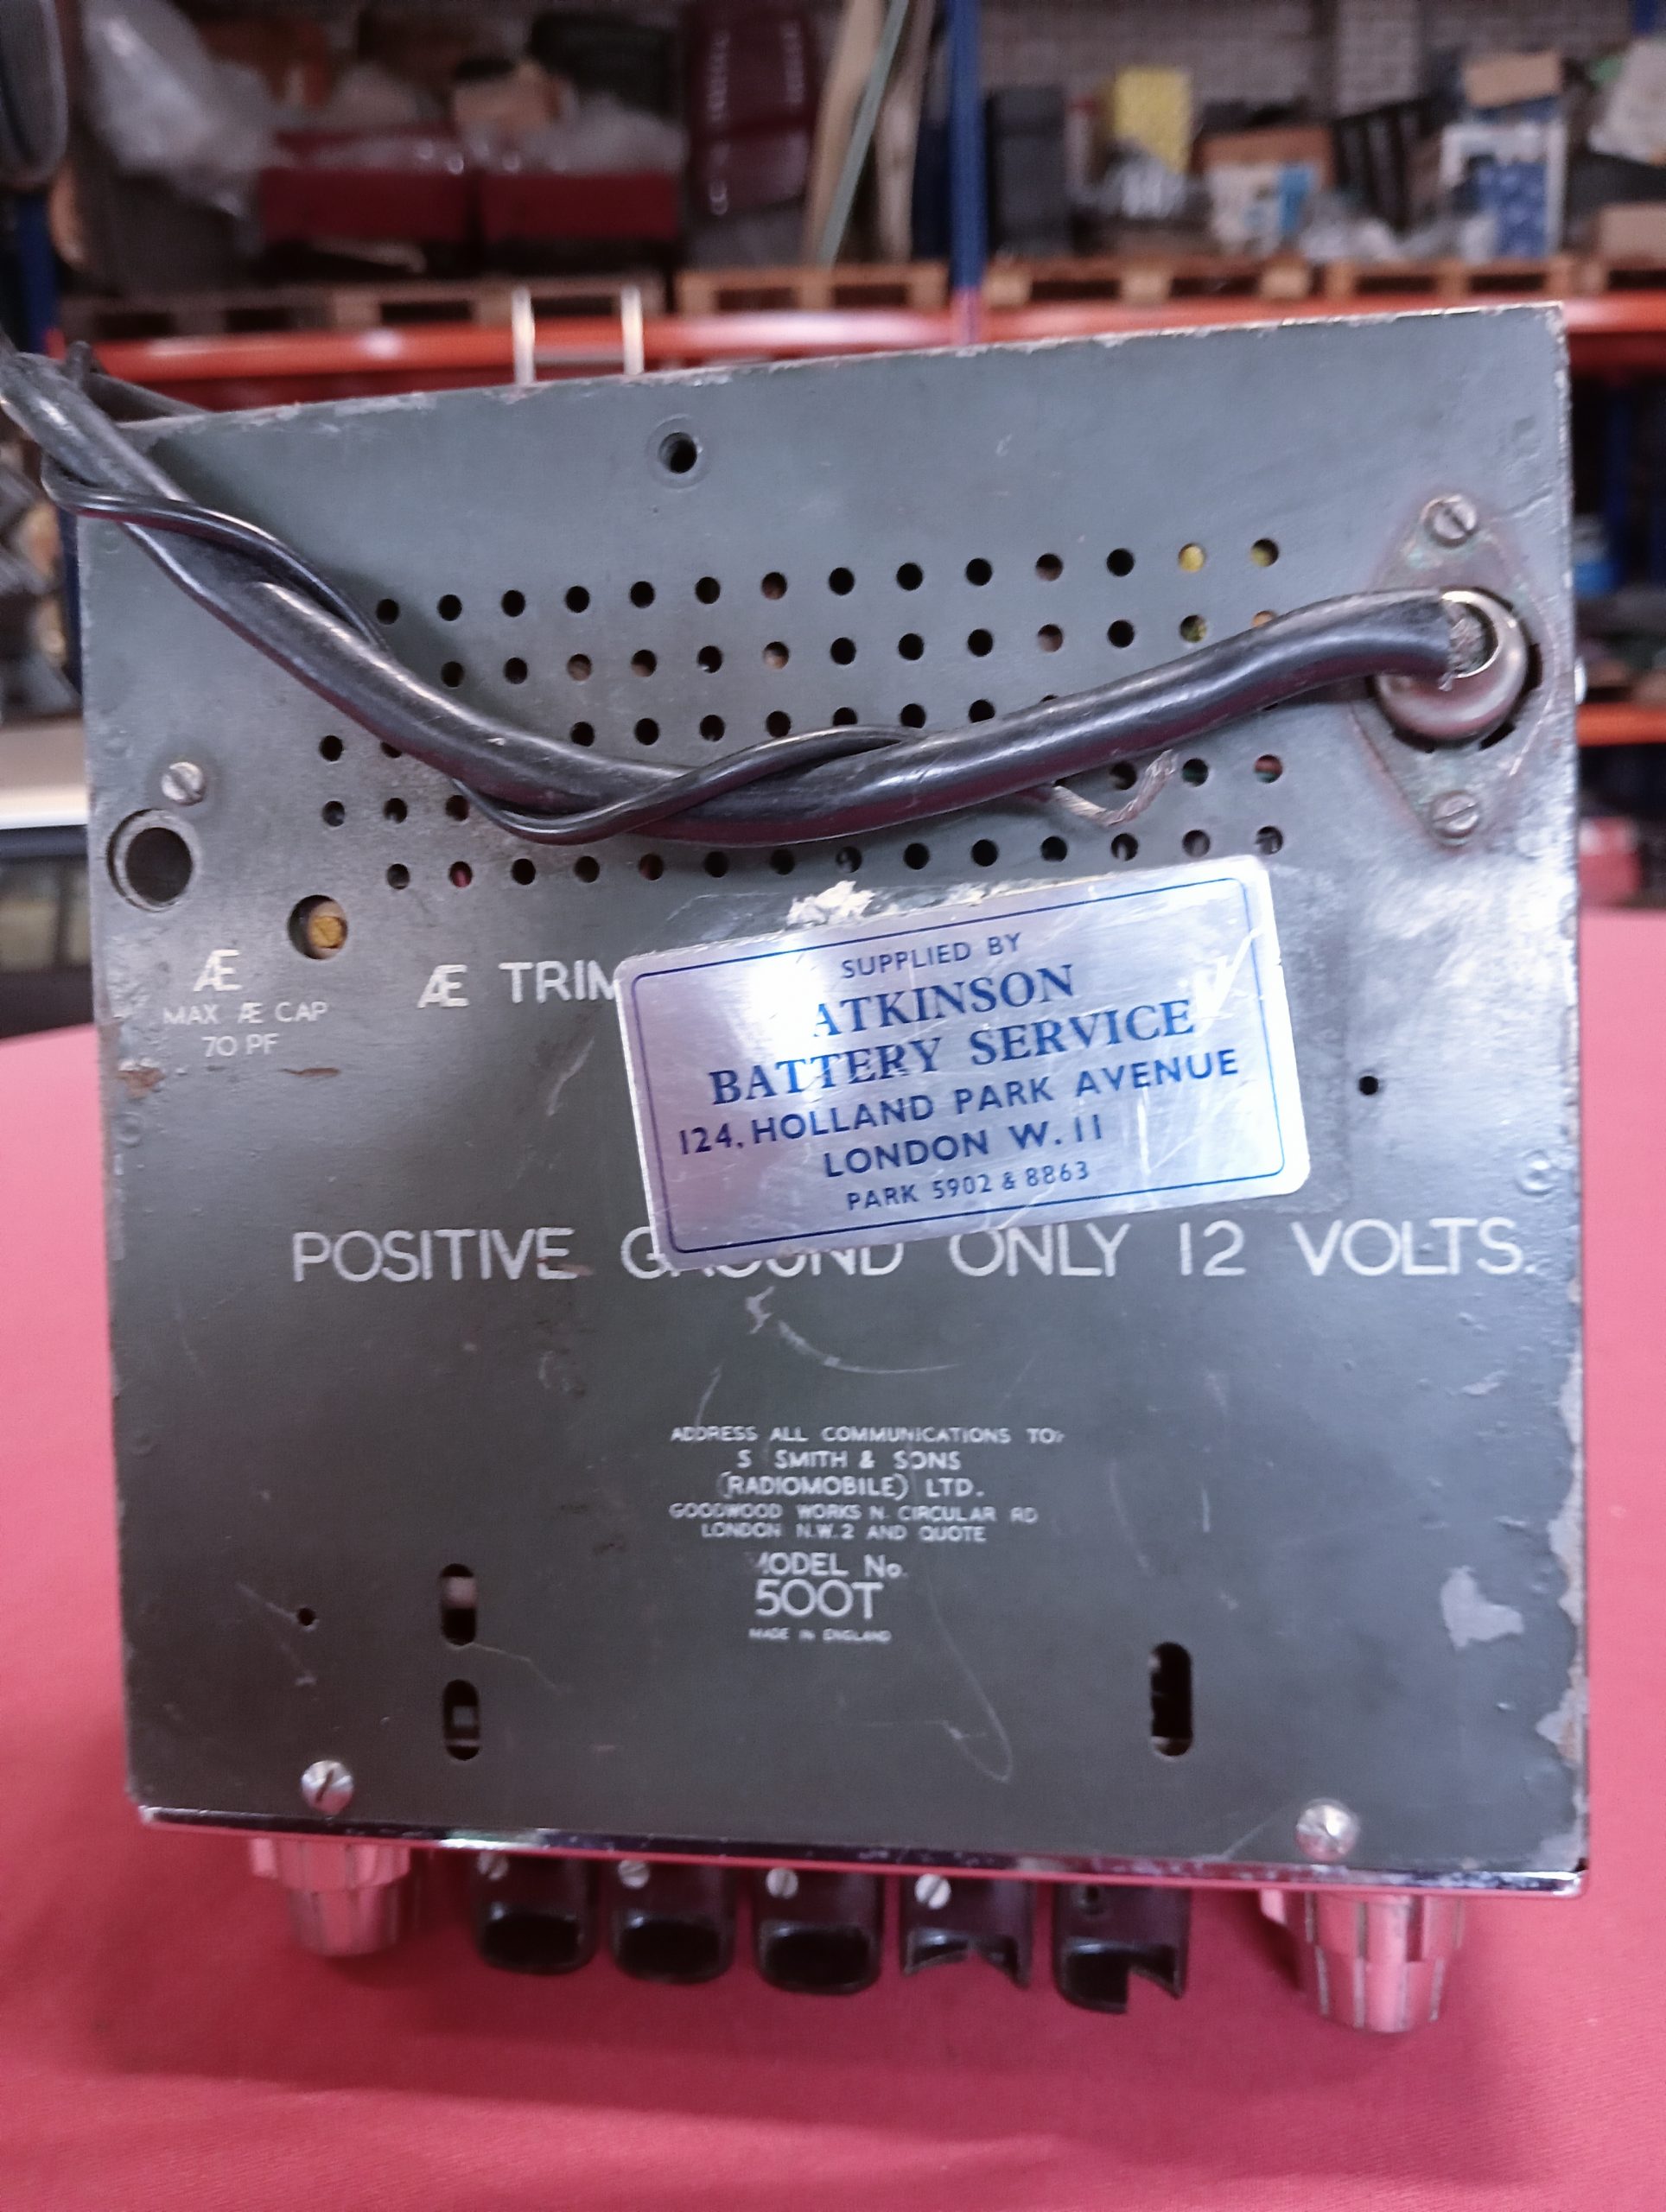 Æ
MAX Æ CAP
70 PF
Æ TRIM
SUPPLIED BY
ATKINSON
BATTERY SERVICE
124, HOLLAND PARK AVENUE
LONDON W. 11
PARK 5902 & 8863
POSITIVE GROUND ONLY 12 VOLTS.
ADDRESS ALL COMMUNICATIONS TO:
S SMITH & SONS
(RADIOMOBILE) LTD.
GOODWOOD WORKS N. CIRCULAR RD
LONDON N.W.2 AND QUOTE
MODEL No.
500T
MADE IN ENGLAND